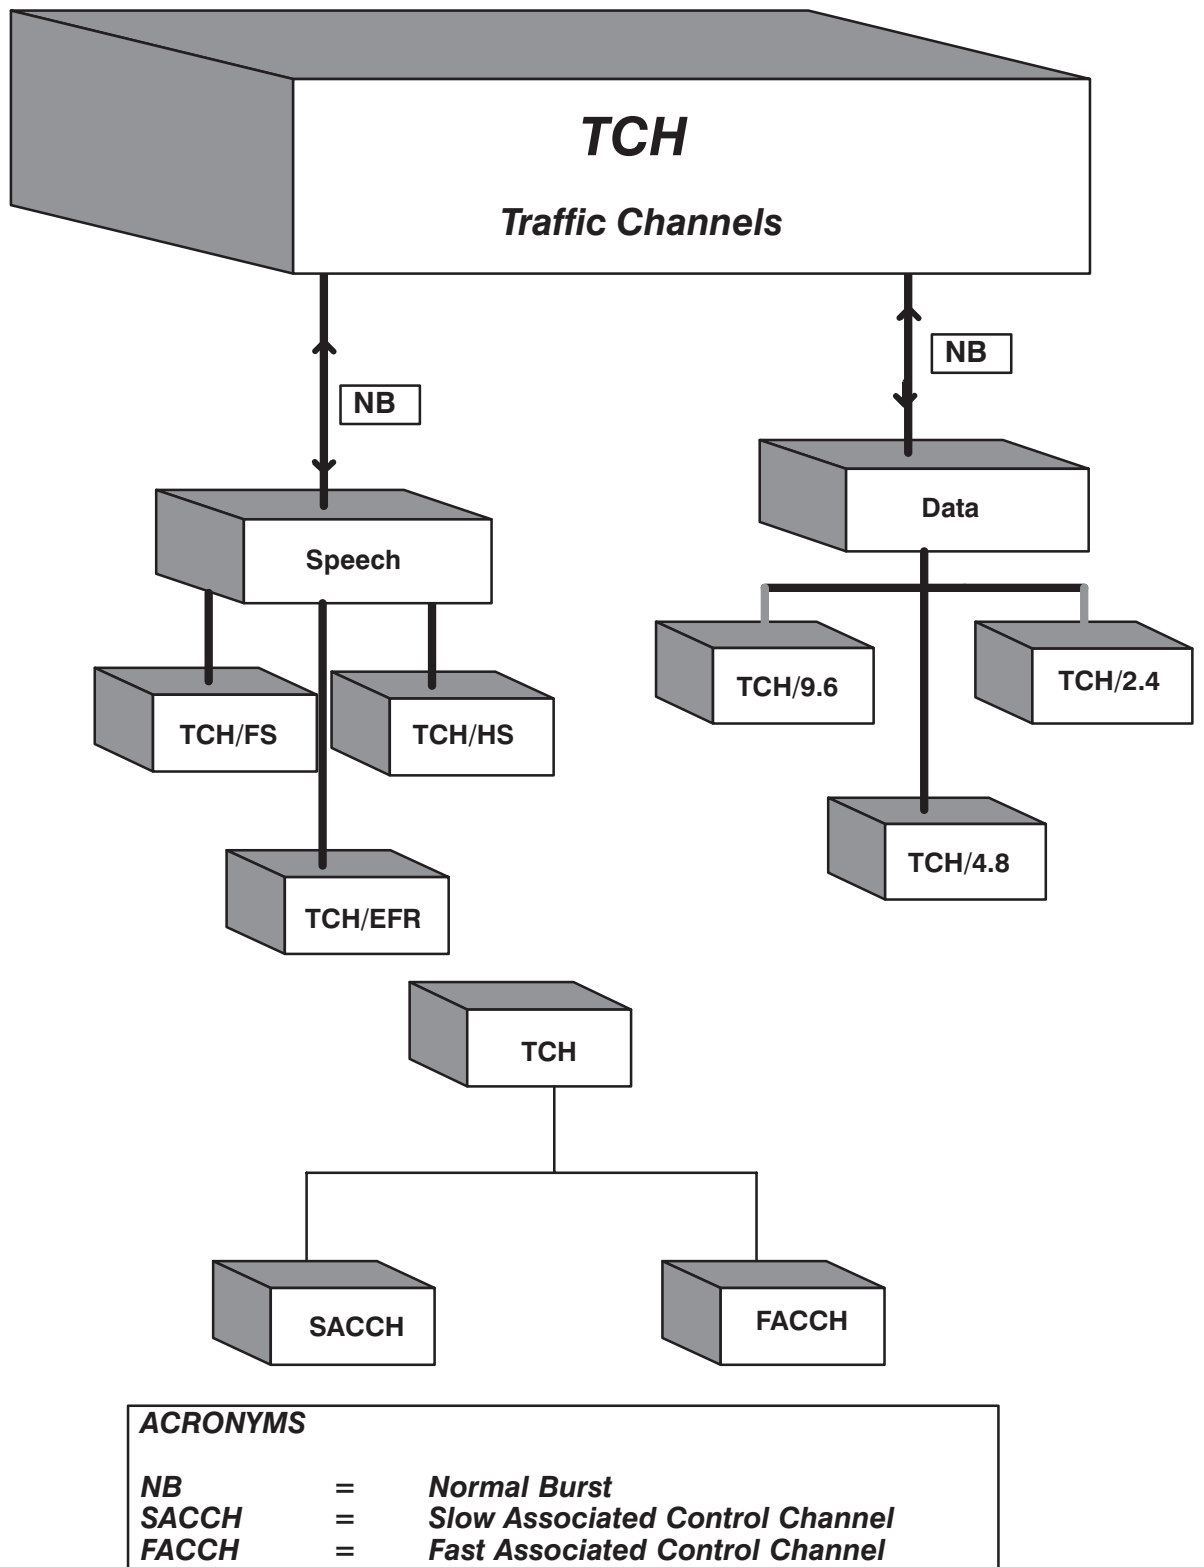 TCH
Traffic Channels
NB
NB
Speech
Data
TCH/FS
TCH/HS
TCH/EFR
TCH/9.6
TCH/2.4
TCH/4.8
TCH
SACCH
FACCH
ACRONYMS
NB = Normal Burst
SACCH = Slow Associated Control Channel
FACCH = Fast Associated Control Channel